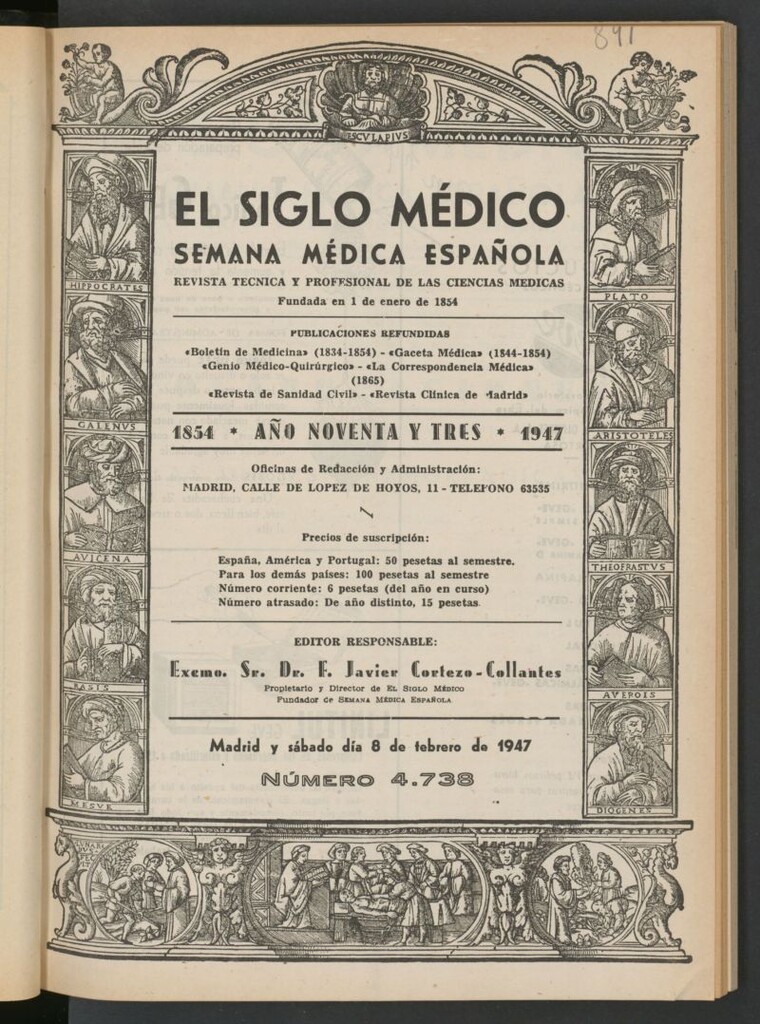 891
ESCVLAPIVS
EL SIGLO MÉDICO
SEMANA MÉDICA ESPAÑOLA
REVISTA TECNICA Y PROFESIONAL DE LAS CIENCIAS MEDICAS
Fundada en 1 de enero de 1854
PUBLICACIONES REFUNDIDAS
«Boletín de Medicina» (1834-1854) - «Gaceta Médica» (1844-1854)
«Genio Médico-Quirúrgico» - «La Correspondencia Médica»
(1865)
«Revista de Sanidad Civil» - «Revista Clínica de Madrid»
1854 * AÑO NOVENTA Y TRES * 1947
Oficinas de Redacción y Administración:
MADRID, CALLE DE LOPEZ DE HOYOS, 11 - TELEFONO 63535
Precios de suscripción:
España, América y Portugal: 50 pesetas al semestre.
Para los demás países: 100 pesetas al semestre
Número corriente: 6 pesetas (del año en curso)
Número atrasado: De año distinto, 15 pesetas.
EDITOR RESPONSABLE:
Excmo. Sr. Dr. F. Javier Cortezo-Collantes
Propietario y Director de EL SIGLO MÉDICO
Fundador de SEMANA MÉDICA ESPAÑOLA
Madrid y sábado día 8 de febrero de 1947
NÚMERO 4.738
HIPPOCRATES
GALENVS
AVICENA
RASIS
MESVE
PLATO
ARISTOTELES
THEOFRASTVS
AVEROIS
DIOGENES